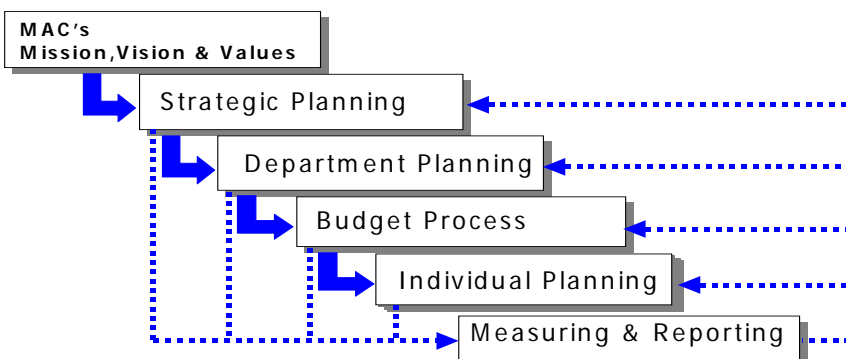 MAC's
Mission,Vision & Values
Strategic Planning
Department Planning
Budget Process
Individual Planning
Measuring & Reporting